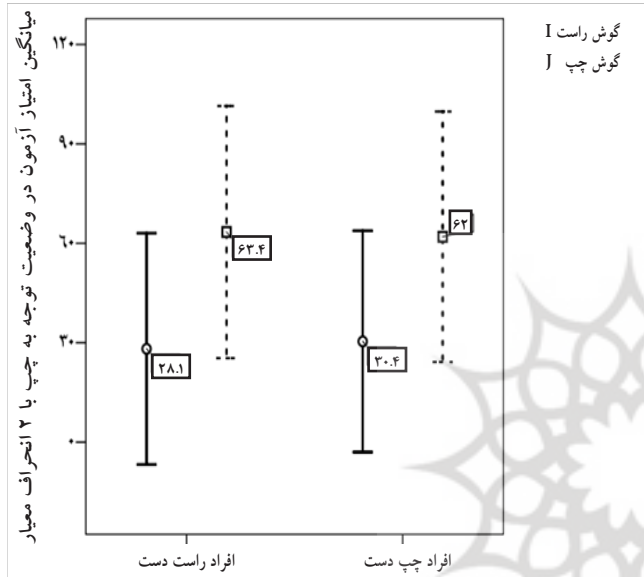 میانگین امتیاز آزمون در وضعیت توجه به چپ با ۲ انحراف معیار
گوش راست I
گوش چپ J
۱۲۰
۹۰
۶۰
۳۰
۰
۲۸.۱
۶۳.۴
۳۰.۴
۶۲
افراد راست دست
افراد چپ دست